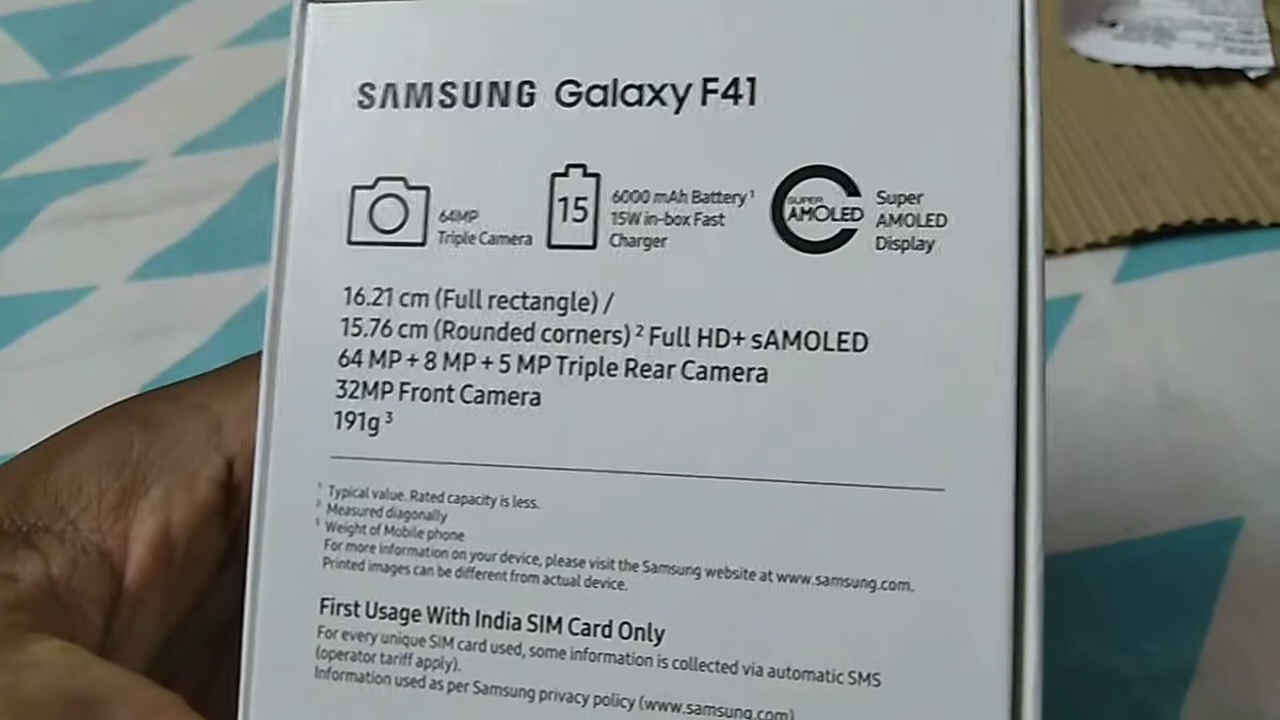 SAMSUNG Galaxy F41
64MP
Triple Camera
15
6000 mAh Battery¹
15W in-box Fast
Charger
SUPER
AMOLED
Super
AMOLED
Display
16.21 cm (Full rectangle) /
15.76 cm (Rounded corners)² Full HD+ sAMOLED
64 MP + 8 MP + 5 MP Triple Rear Camera
32MP Front Camera
191g³
¹ Typical value. Rated capacity is less.
² Measured diagonally
³ Weight of Mobile phone
For more information on your device, please visit the Samsung website at www.samsung.com.
Printed images can be different from actual device.
First Usage With India SIM Card Only
For every unique SIM card used, some information is collected via automatic SMS
(operator tariff apply).
Information used as per Samsung privacy policy (www.samsung.com)